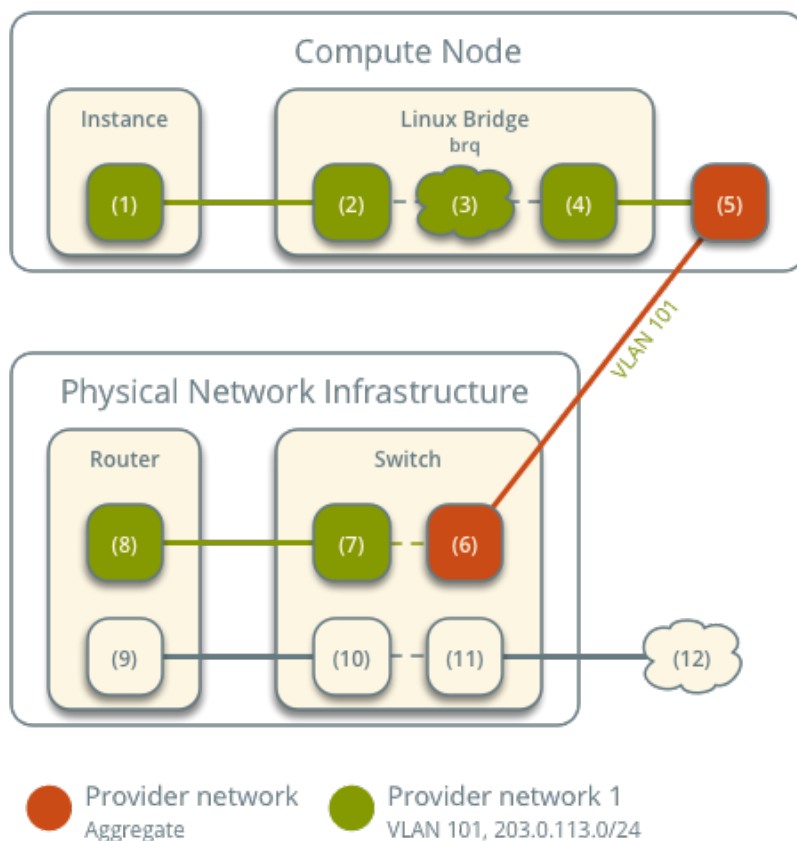 Compute Node
Instance
Linux Bridge
brq
(1) (2) (3) (4) (5)
VLAN 101
Physical Network Infrastructure
Router Switch
(8) (7) (6)
(9) (10) (11) (12)
Provider network Provider network 1
Aggregate VLAN 101, 203.0.113.0/24